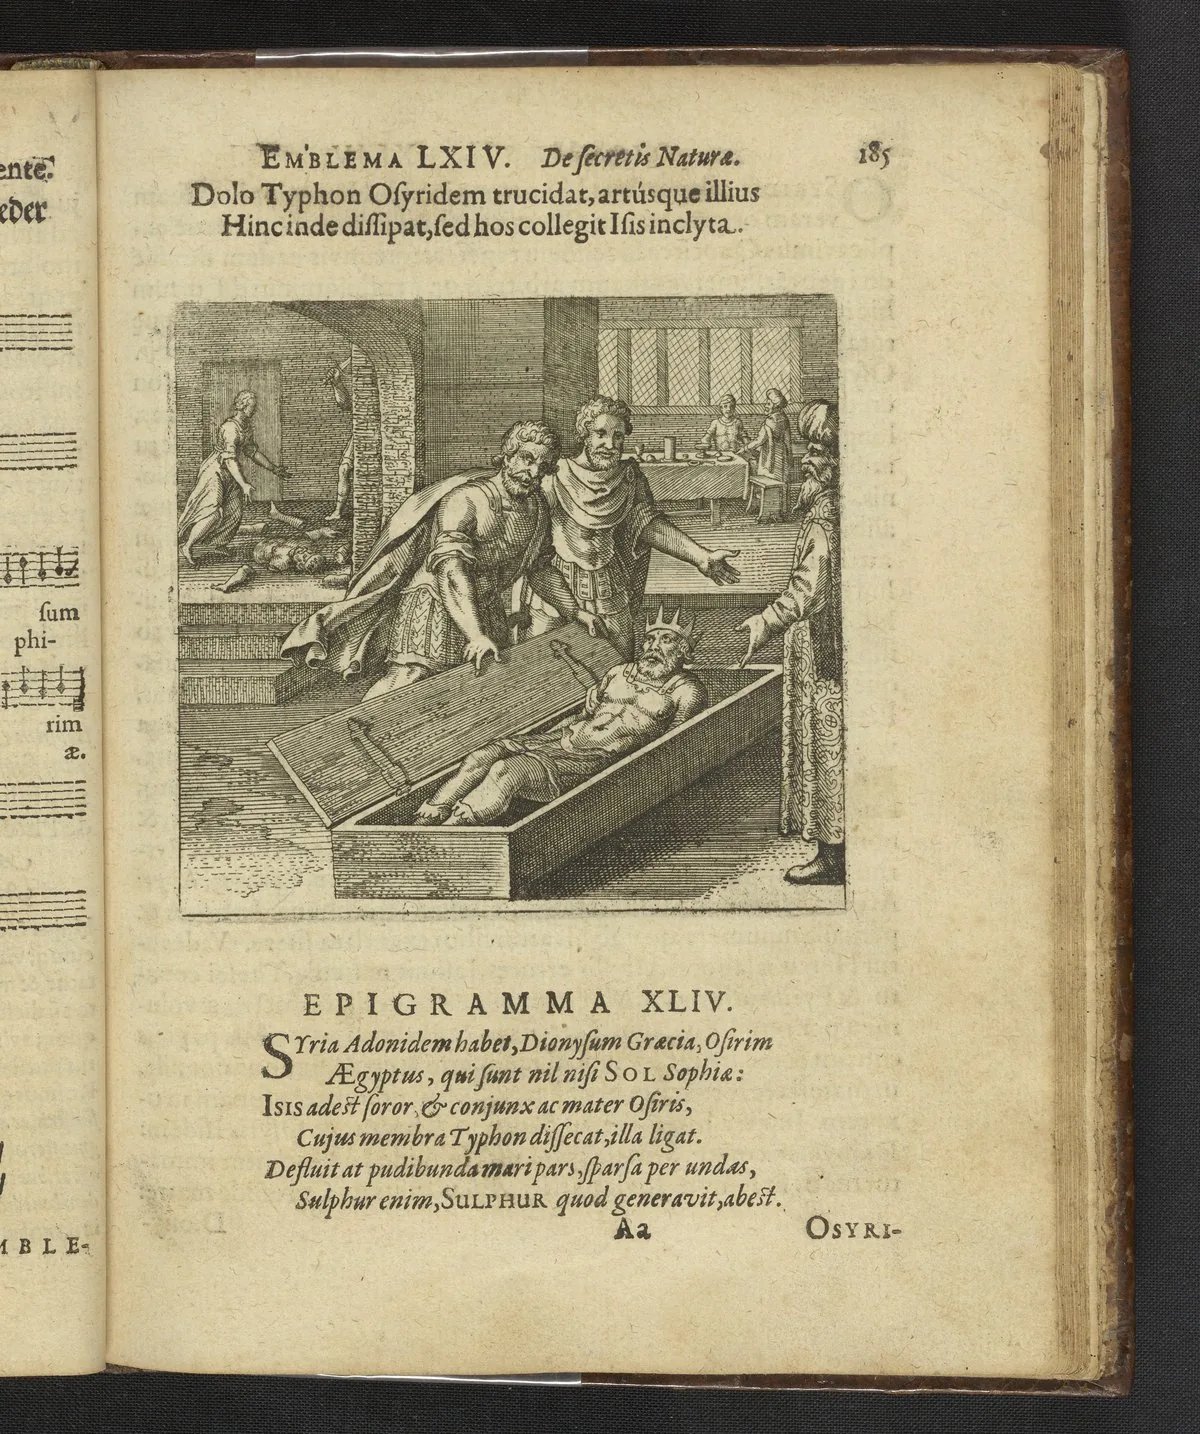 ente.
eder
sum
phi-
rim
æ.
MBLE-
EMBLEMA LXIV. De ſecretis Naturæ. 185
Dolo Typhon Oſyridem trucidat, artúsque illius
Hinc inde diſſipat, ſed hos collegit Iſis inclyta.
EPIGRAMMA XLIV.
SYria Adonidem habet, Dionyſum Græcia, Oſirim
Ægyptus, qui ſunt nil niſi SOL Sophiæ:
ISIS adeſt ſoror, & conjunx ac mater Oſiris,
Cujus membra Typhon diſſecat, illa ligat.
Defluit at pudibunda mari pars, ſparſa per undas,
Sulphur enim, SULPHUR quod generavit, abeſt.
Aa OSYRI-